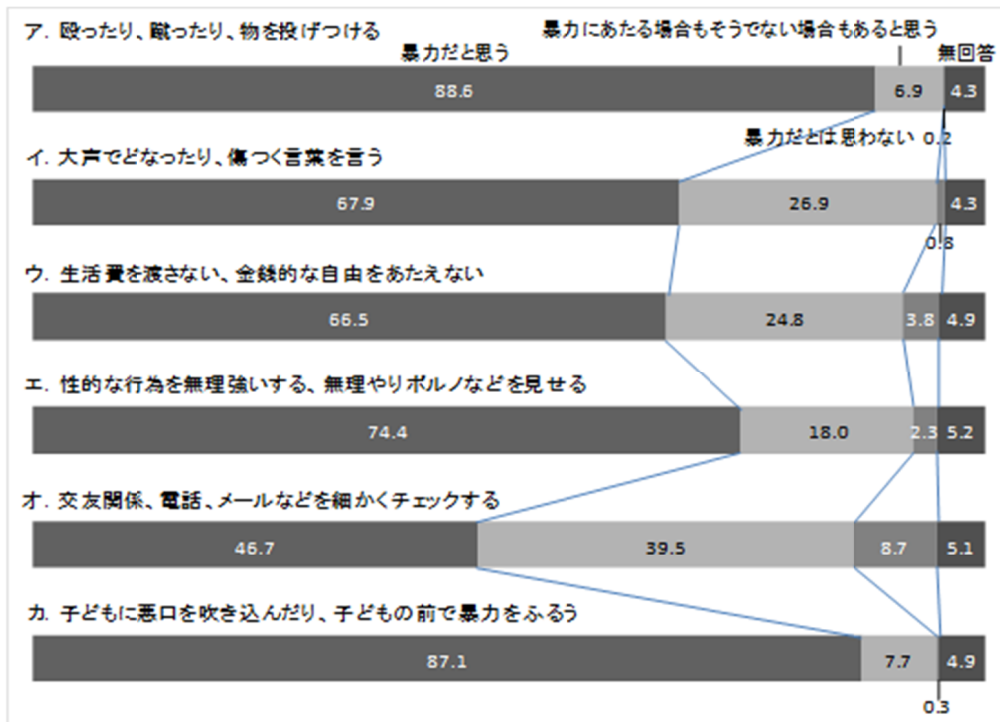 ア．殴ったり、蹴ったり、物を投げつける
暴力にあたる場合もそうでない場合もあると思う
暴力だと思う
無回答
88.6 6.9 4.3
暴力だとは思わない 0.2
イ．大声でどなったり、傷つく言葉を言う
67.9 26.9 4.3
0.8
ウ．生活費を渡さない、金銭的な自由をあたえない
66.5 24.8 3.8 4.9
エ．性的な行為を無理強いする、無理やりポルノなどを見せる
74.4 18.0 2.3 5.2
オ．交友関係、電話、メールなどを細かくチェックする
46.7 39.5 8.7 5.1
カ．子どもに悪口を吹き込んだり、子どもの前で暴力をふるう
87.1 7.7 4.9
0.3